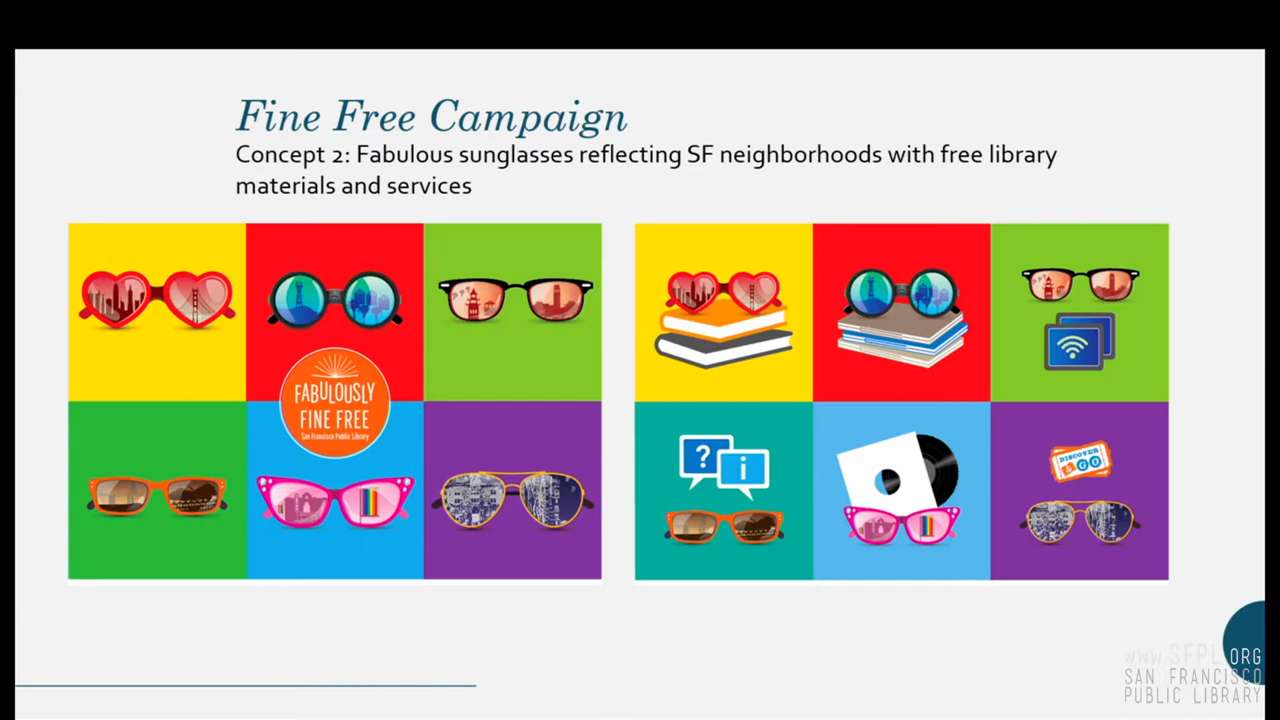 Fine Free Campaign
Concept 2: Fabulous sunglasses reflecting SF neighborhoods with free library
materials and services
FABULOUSLY
FINE FREE
San Francisco Public Library
?
i
DISCOVER
& GO
www.SFPL.ORG
SAN FRANCISCO
PUBLIC LIBRARY